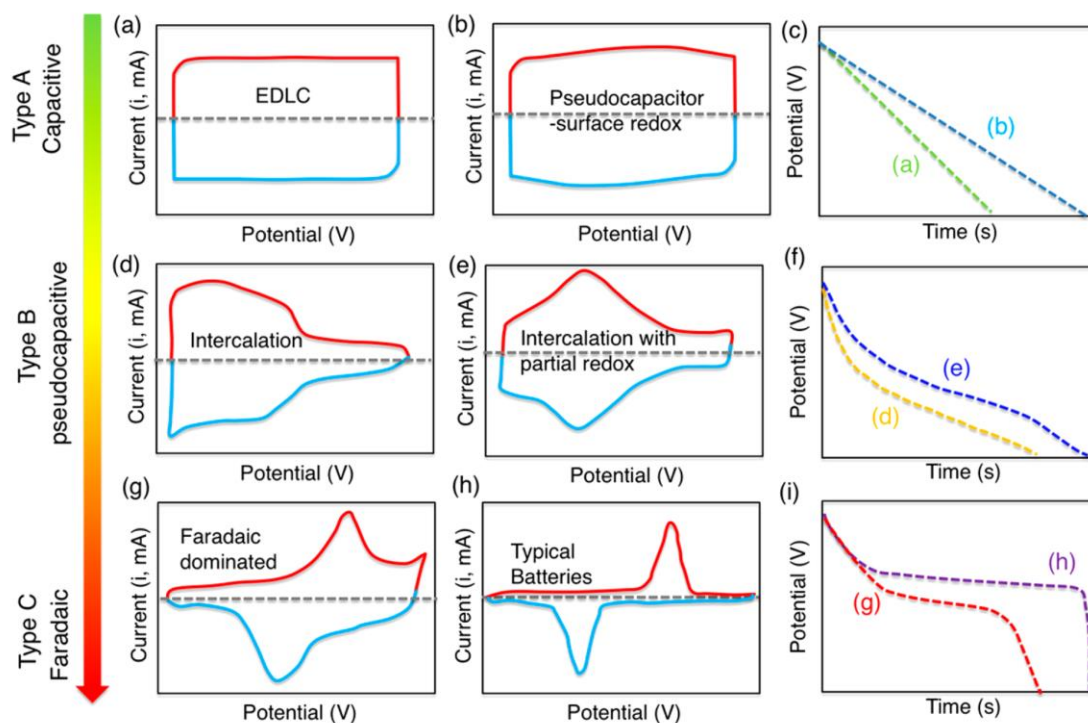 Type A
Capacitive
(a)
Current (i, mA)
EDLC
Potential (V)
(b)
Current (i, mA)
Pseudocapacitor
-surface redox
Potential (V)
(c)
Potential (V)
(b)
(a)
Time (s)
Type B
pseudocapacitive
(d)
Current (i, mA)
Intercalation
Potential (V)
(e)
Current (i, mA)
Intercalation with
partial redox
Potential (V)
(f)
Potential (V)
(e)
(d)
Time (s)
Type C
Faradaic
(g)
Current (i, mA)
Faradaic
dominated
Potential (V)
(h)
Current (i, mA)
Typical
Batteries
Potential (V)
(i)
Potential (V)
(h)
(g)
Time (s)